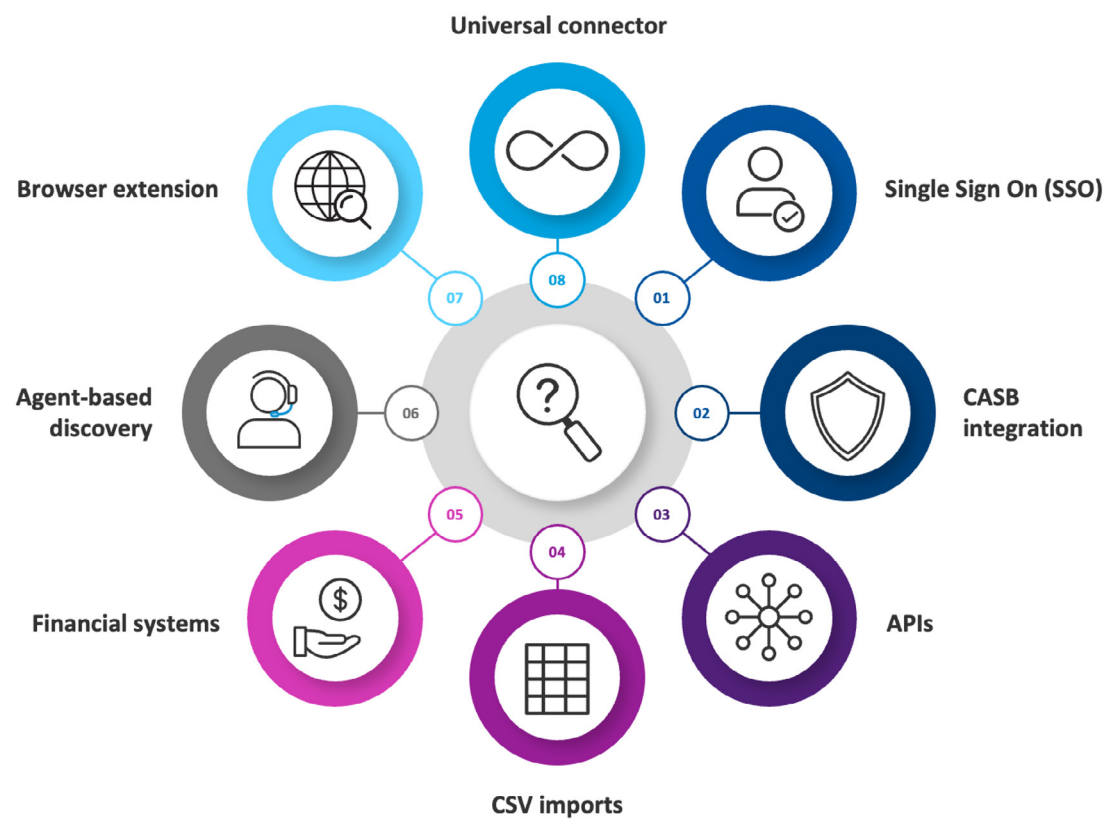 Universal connector
Browser extension
Single Sign On (SSO)
08
07
01
Agent-based
discovery
06
?
02
CASB
integration
05
03
04
Financial systems
$
APIs
CSV imports